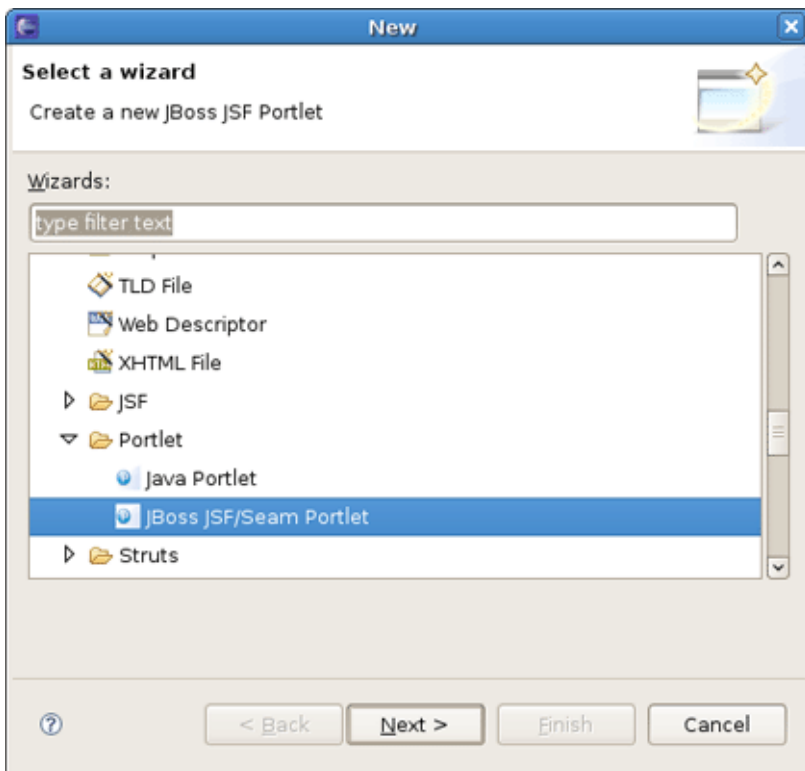 New
Select a wizard
Create a new JBoss JSF Portlet
Wizards:
type filter text
TLD File
Web Descriptor
XHTML File
JSF
Portlet
Java Portlet
JBoss JSF/Seam Portlet
Struts
< Back Next > Finish Cancel